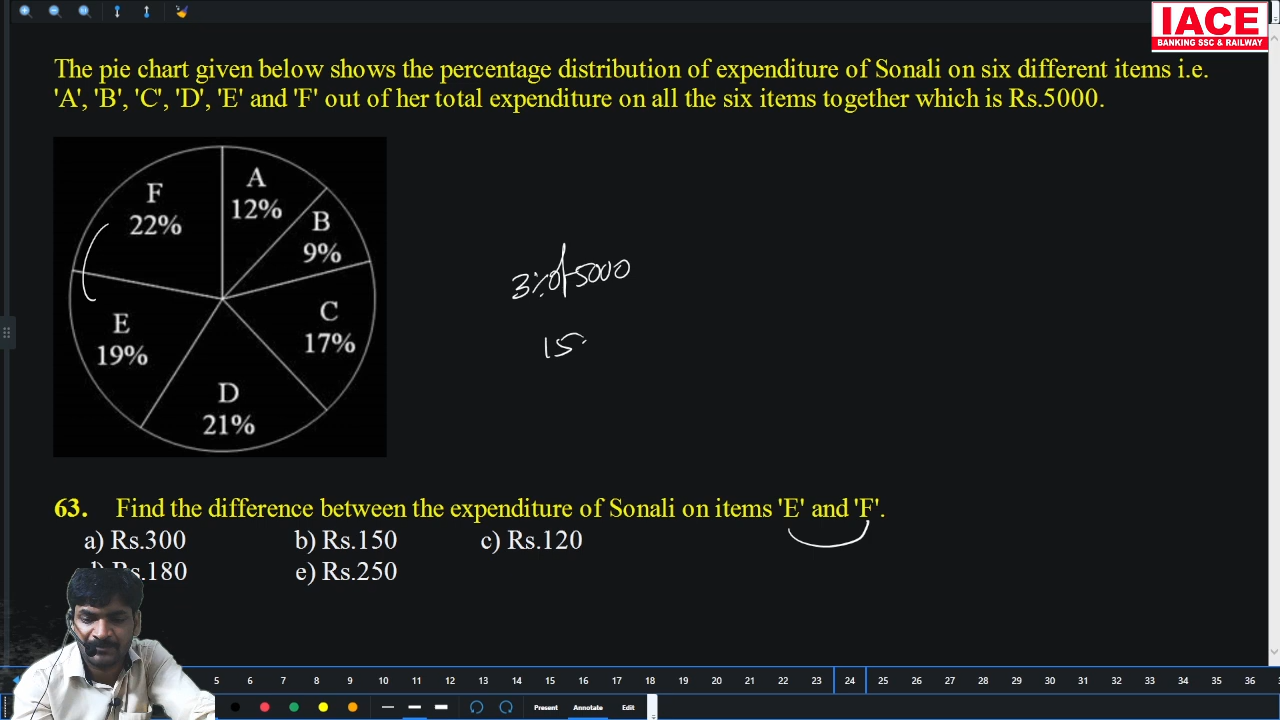 IACE
BANKING SSC & RAILWAY
The pie chart given below shows the percentage distribution of expenditure of Sonali on six different items i.e.
'A', 'B', 'C', 'D', 'E' and 'F' out of her total expenditure on all the six items together which is Rs.5000.
F
22%
A
12%
B
9%
C
17%
E
19%
D
21%
3% of 5000
15
63. Find the difference between the expenditure of Sonali on items 'E' and 'F'.
a) Rs.300 b) Rs.150 c) Rs.120
d) Rs.180 e) Rs.250
5 6 7 8 9 10 11 12 13 14 15 16 17 18 19 20 21 22 23 24 25 26 27 28 29 30 31 32 33 34 35 36
Present Annotate Edit